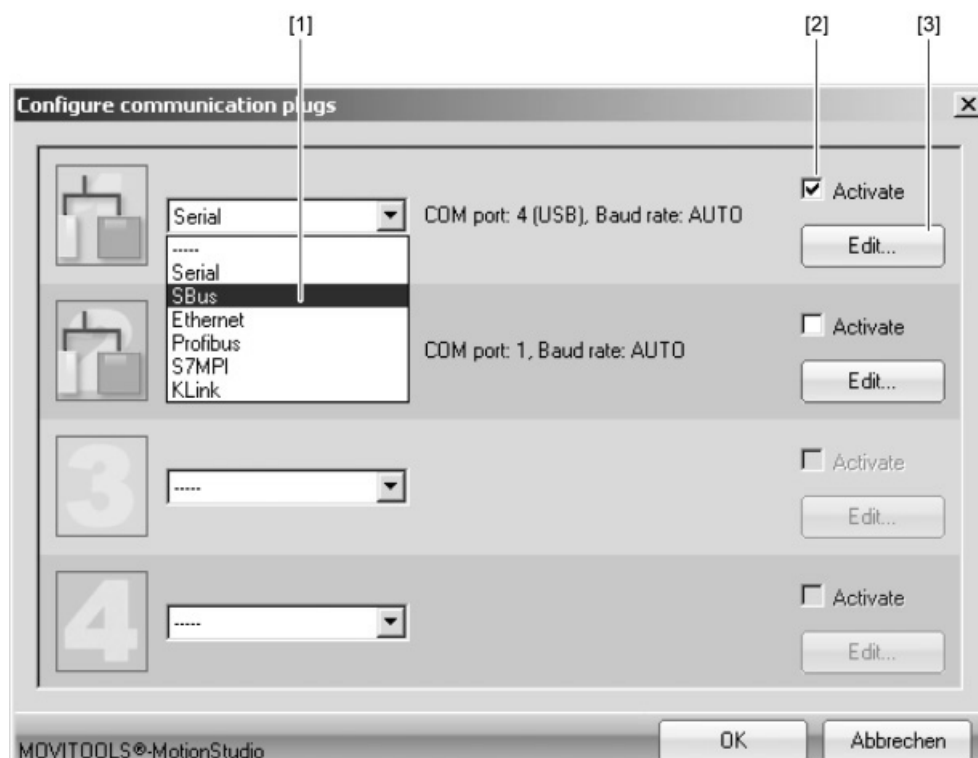 [1] [2] [3]
Configure communication plugs
Activate
Serial COM port: 4 (USB), Baud rate: AUTO
Edit...
-----
Serial
SBus
Ethernet
Profibus
S7MPI
KLink
Activate
COM port: 1, Baud rate: AUTO
Edit...
3
Activate
-----
Edit...
4
Activate
-----
Edit...
OK Abbrechen
MOVITOOLS®-MotionStudio